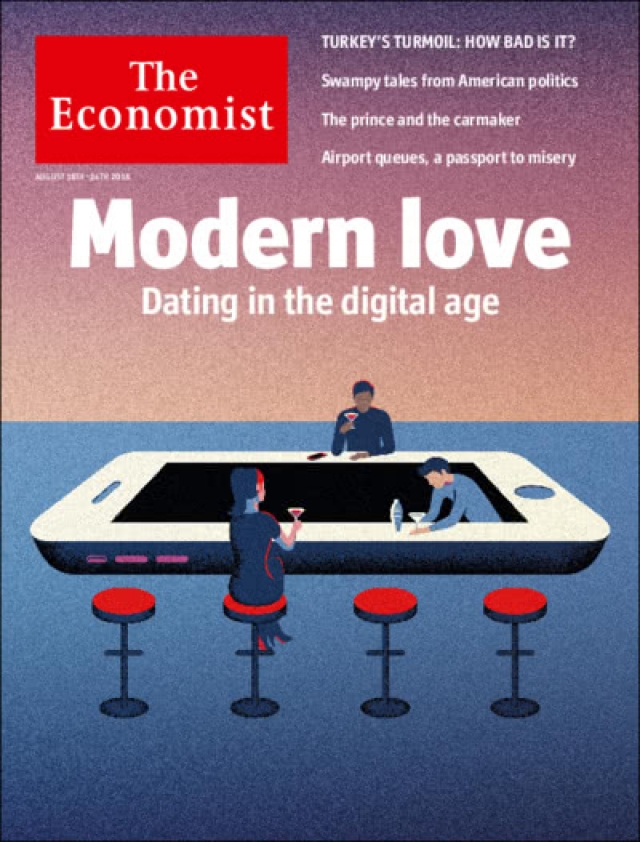 The
Economist
AUGUST 18TH–24TH 2018
TURKEY'S TURMOIL: HOW BAD IS IT?
Swampy tales from American politics
The prince and the carmaker
Airport queues, a passport to misery
Modern love
Dating in the digital age